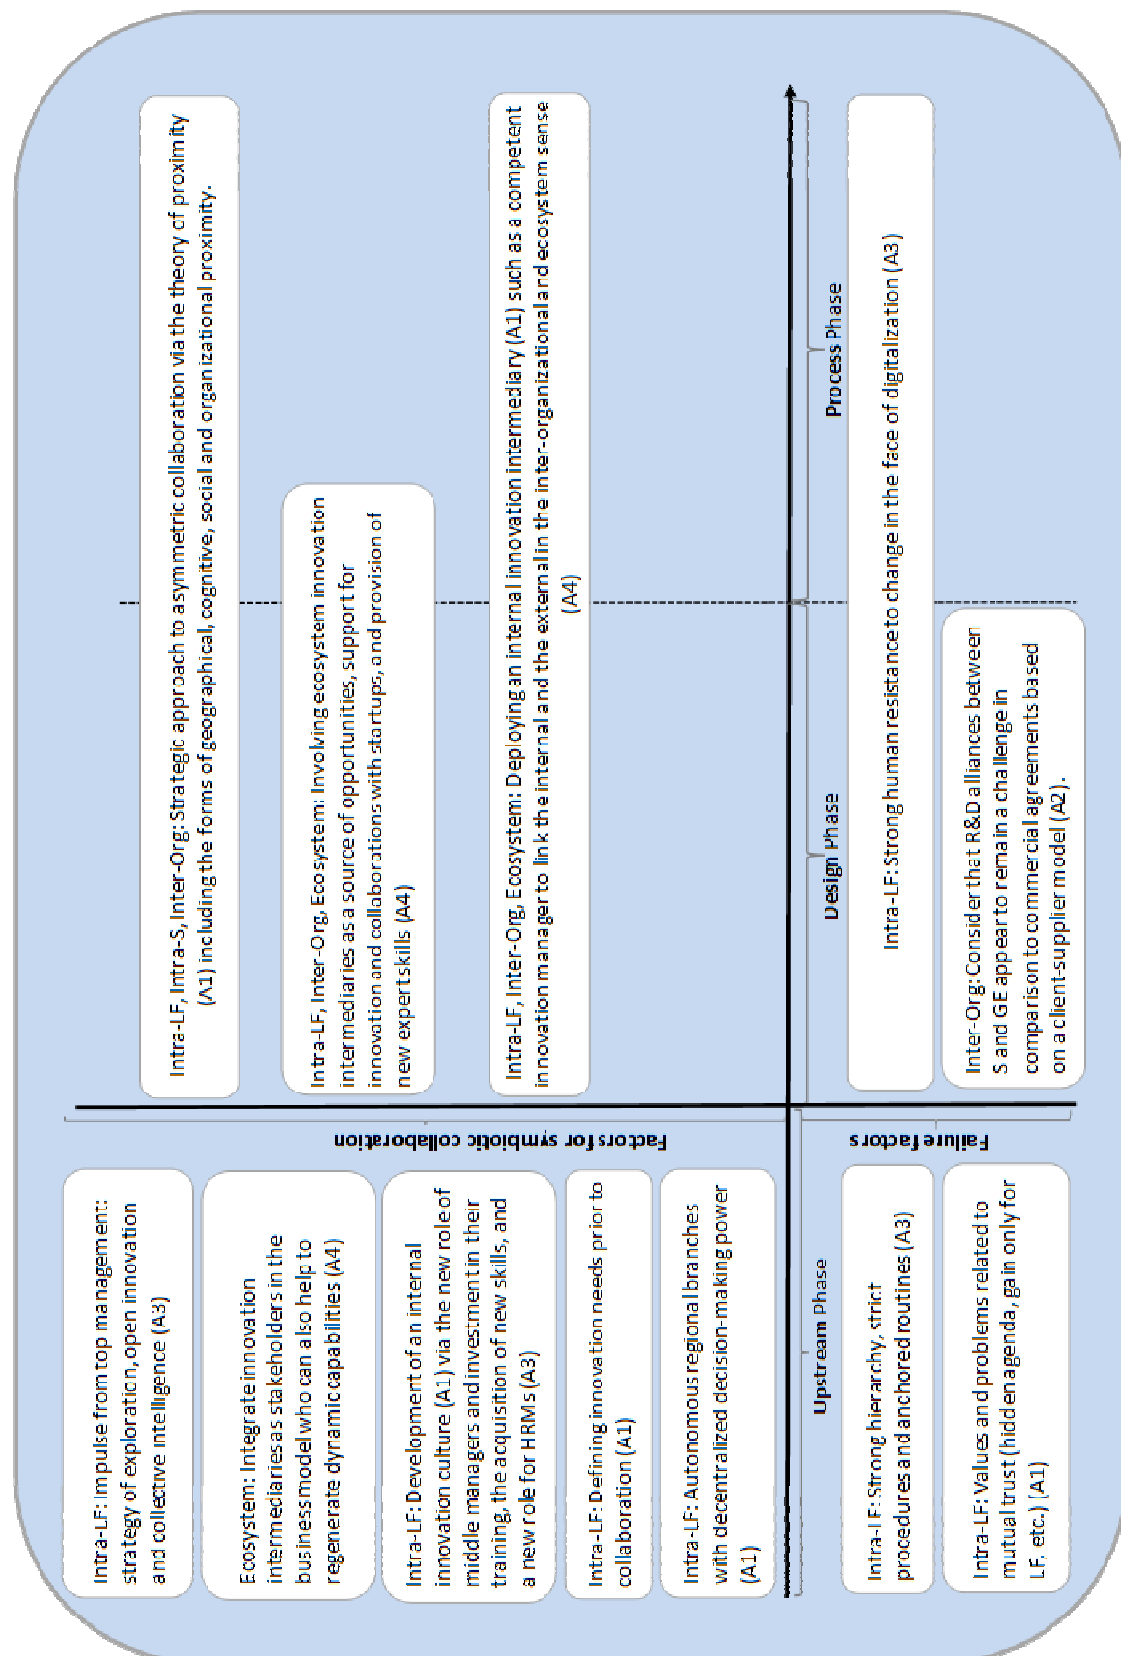 Intra-LF: Impulse from top management:
strategy of exploration, open innovation
and collective intelligence (A3)
Ecosystem: Integrate innovation
intermediaries as stakeholders in the
business model who can also help to
regenerate dynamic capabilities (A4)
Intra-LF: Development of an internal
innovation culture (A1) via the new role of
middle managers and investment in their
training, the acquisition of new skills, and
a new role for HRMs (A3)
Intra-LF: Defining innovation needs prior to
collaboration (A1)
Intra-LF: Autonomous regional branches
with decentralized decision-making power
(A1)
Factors for symbiotic collaboration
Intra-LF, Intra-S, Inter-Org: Strategic approach to asymmetric collaboration via the theory of proximity
(A1) including the forms of geographical, cognitive, social and organizational proximity.
Intra-LF, Inter-Org, Ecosystem: Involving ecosystem innovation
intermediaries as a source of opportunities, support for
innovation and collaborations with startups, and provision of
new expert skills (A4)
Intra-LF, Inter-Org, Ecosystem: Deploying an internal innovation intermediary (A1) such as a competent
innovation manager to link the internal and the external in the inter-organizational and ecosystem sense
(A4)
Upstream Phase
Design Phase
Process Phase
Intra-LF: Strong hierarchy, strict
procedures and anchored routines (A3)
Intra-LF: Values and problems related to
mutual trust (hidden agenda, gain only for
LF, etc.) (A1)
Failure factors
Intra-LF: Strong human resistance to change in the face of digitalization (A3)
Inter-Org: Consider that R&D alliances between
S and GE appear to remain a challenge in
comparison to commercial agreements based
on a client-supplier model (A2).